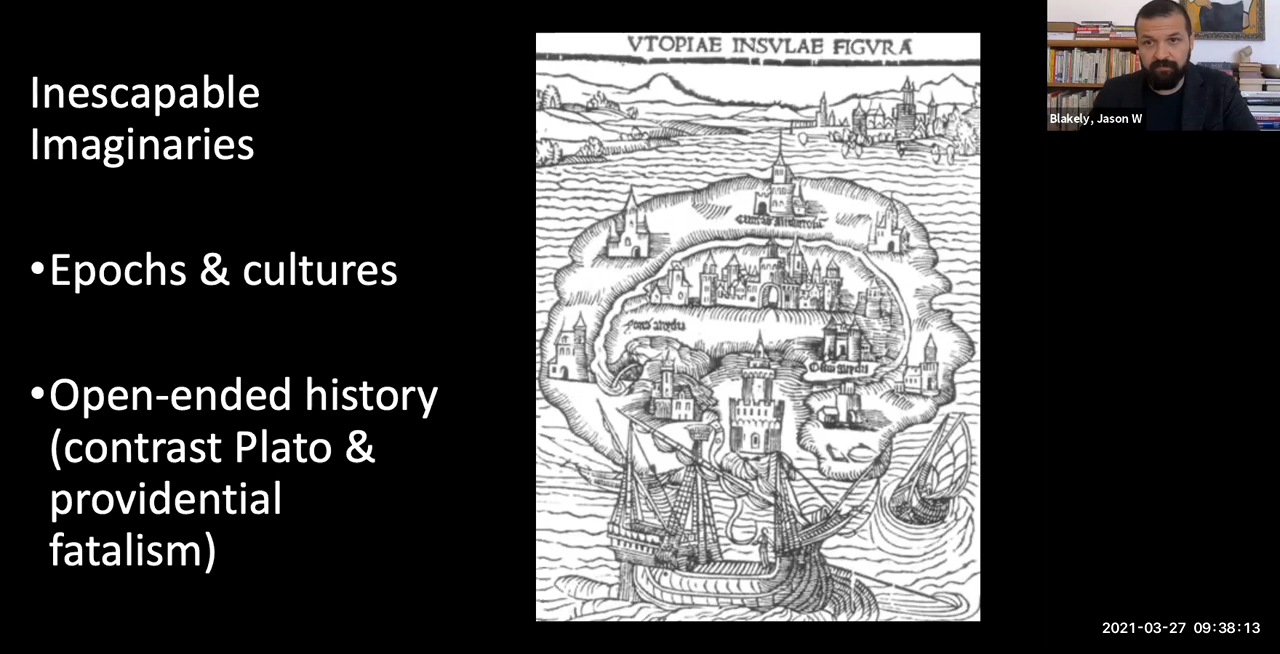 Inescapable
Imaginaries
•Epochs & cultures
•Open-ended history
(contrast Plato &
providential
fatalism)
VTOPIAE INSVLAE FIGVRA
Blakely, Jason W
2021-03-27 09:38:13